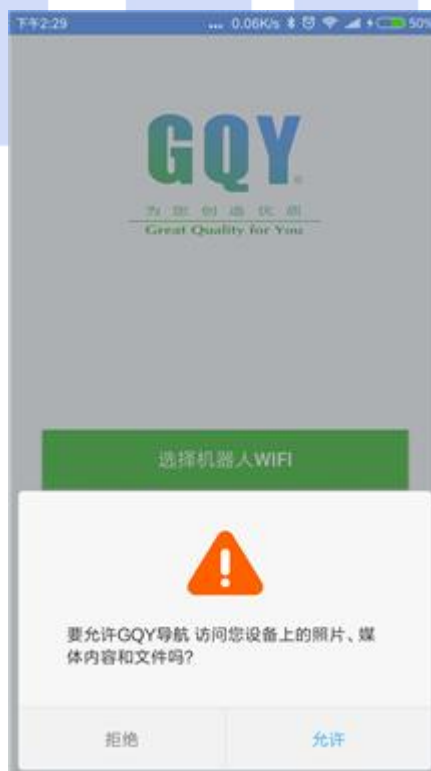 下午2:29
... 0.06K/s
50%
GQY®
为您创造优质
Great Quality for You
选择机器人WIFI
要允许GQY导航 访问您设备上的照片、媒
体内容和文件吗?
拒绝
允许